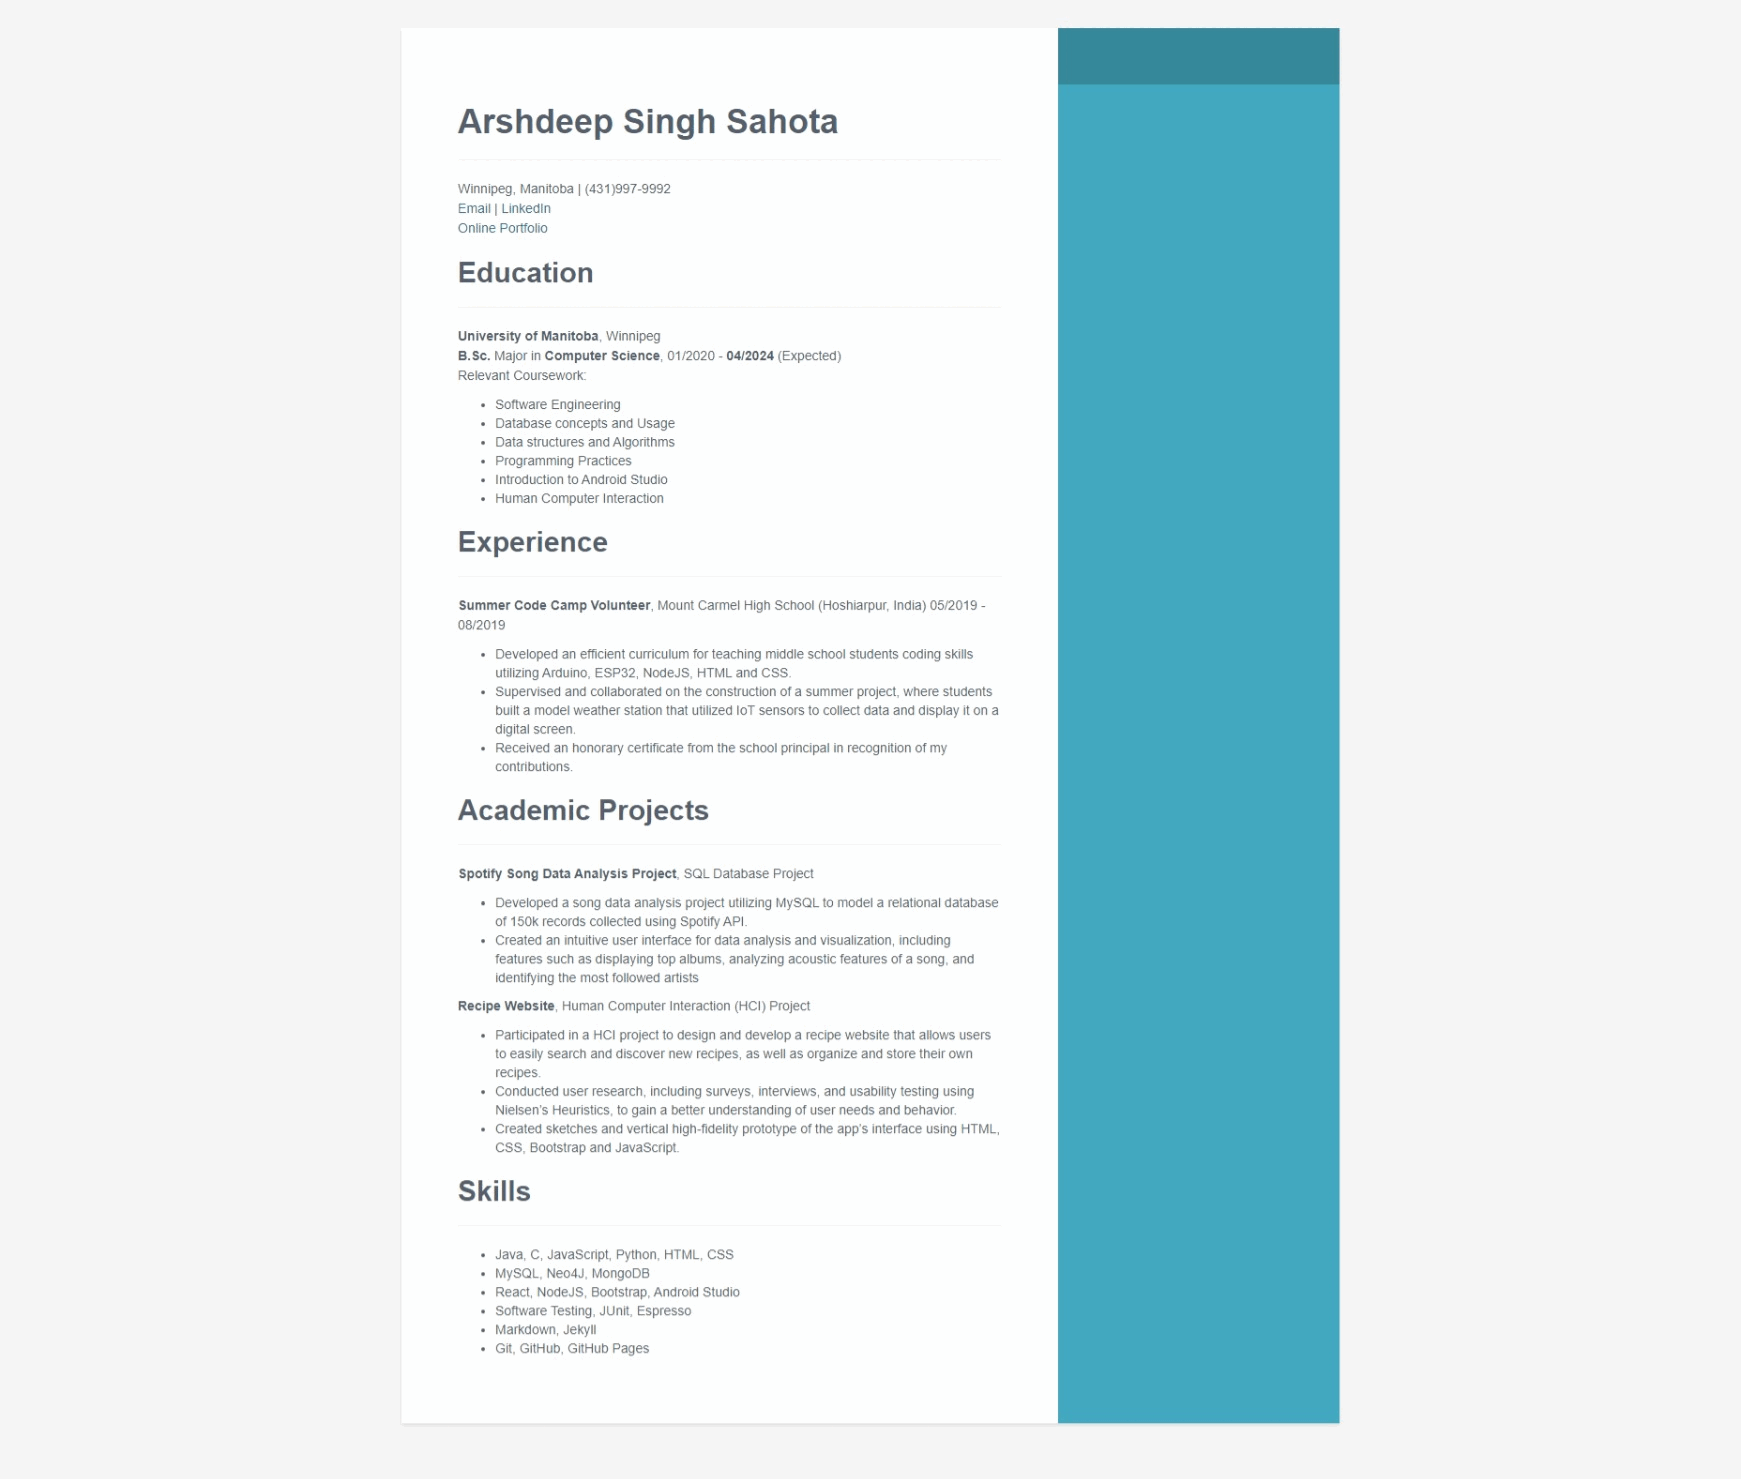 Arshdeep Singh Sahota
Winnipeg, Manitoba | (431)997-9992
Email | LinkedIn
Online Portfolio
Education
University of Manitoba, Winnipeg
B.Sc. Major in Computer Science, 01/2020 - 04/2024 (Expected)
Relevant Coursework:
• Software Engineering
• Database concepts and Usage
• Data structures and Algorithms
• Programming Practices
• Introduction to Android Studio
• Human Computer Interaction
Experience
Summer Code Camp Volunteer, Mount Carmel High School (Hoshiarpur, India) 05/2019 -
08/2019
• Developed an efficient curriculum for teaching middle school students coding skills
utilizing Arduino, ESP32, NodeJS, HTML and CSS.
• Supervised and collaborated on the construction of a summer project, where students
built a model weather station that utilized IoT sensors to collect data and display it on a
digital screen.
• Received an honorary certificate from the school principal in recognition of my
contributions.
Academic Projects
Spotify Song Data Analysis Project, SQL Database Project
• Developed a song data analysis project utilizing MySQL to model a relational database
of 150k records collected using Spotify API.
• Created an intuitive user interface for data analysis and visualization, including
features such as displaying top albums, analyzing acoustic features of a song, and
identifying the most followed artists
Recipe Website, Human Computer Interaction (HCI) Project
• Participated in a HCI project to design and develop a recipe website that allows users
to easily search and discover new recipes, as well as organize and store their own
recipes.
• Conducted user research, including surveys, interviews, and usability testing using
Nielsen’s Heuristics, to gain a better understanding of user needs and behavior.
• Created sketches and vertical high-fidelity prototype of the app’s interface using HTML,
CSS, Bootstrap and JavaScript.
Skills
• Java, C, JavaScript, Python, HTML, CSS
• MySQL, Neo4J, MongoDB
• React, NodeJS, Bootstrap, Android Studio
• Software Testing, JUnit, Espresso
• Markdown, Jekyll
• Git, GitHub, GitHub Pages